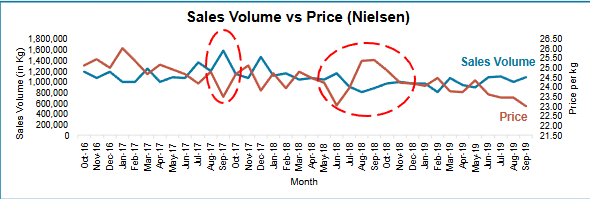 Sales Volume vs Price (Nielsen)
1,800,000
1,600,000
1,400,000
1,200,000
1,000,000
800,000
600,000
400,000
200,000
0
Sales Volume (in Kg)
26.50
26.00
25.50
25.00
24.50
24.00
23.50
23.00
22.50
22.00
21.50
Price per kg
Sales Volume
Price
Oct-16
Nov-16
Dec-16
Jan-17
Feb-17
Mar-17
Apr-17
May-17
Jun-17
Jul-17
Aug-17
Sep-17
Oct-17
Nov-17
Dec-17
Jan-18
Feb-18
Mar-18
Apr-18
May-18
Jun-18
Jul-18
Aug-18
Sep-18
Oct-18
Nov-18
Dec-18
Jan-19
Feb-19
Mar-19
Apr-19
May-19
Jun-19
Jul-19
Aug-19
Sep-19
Month